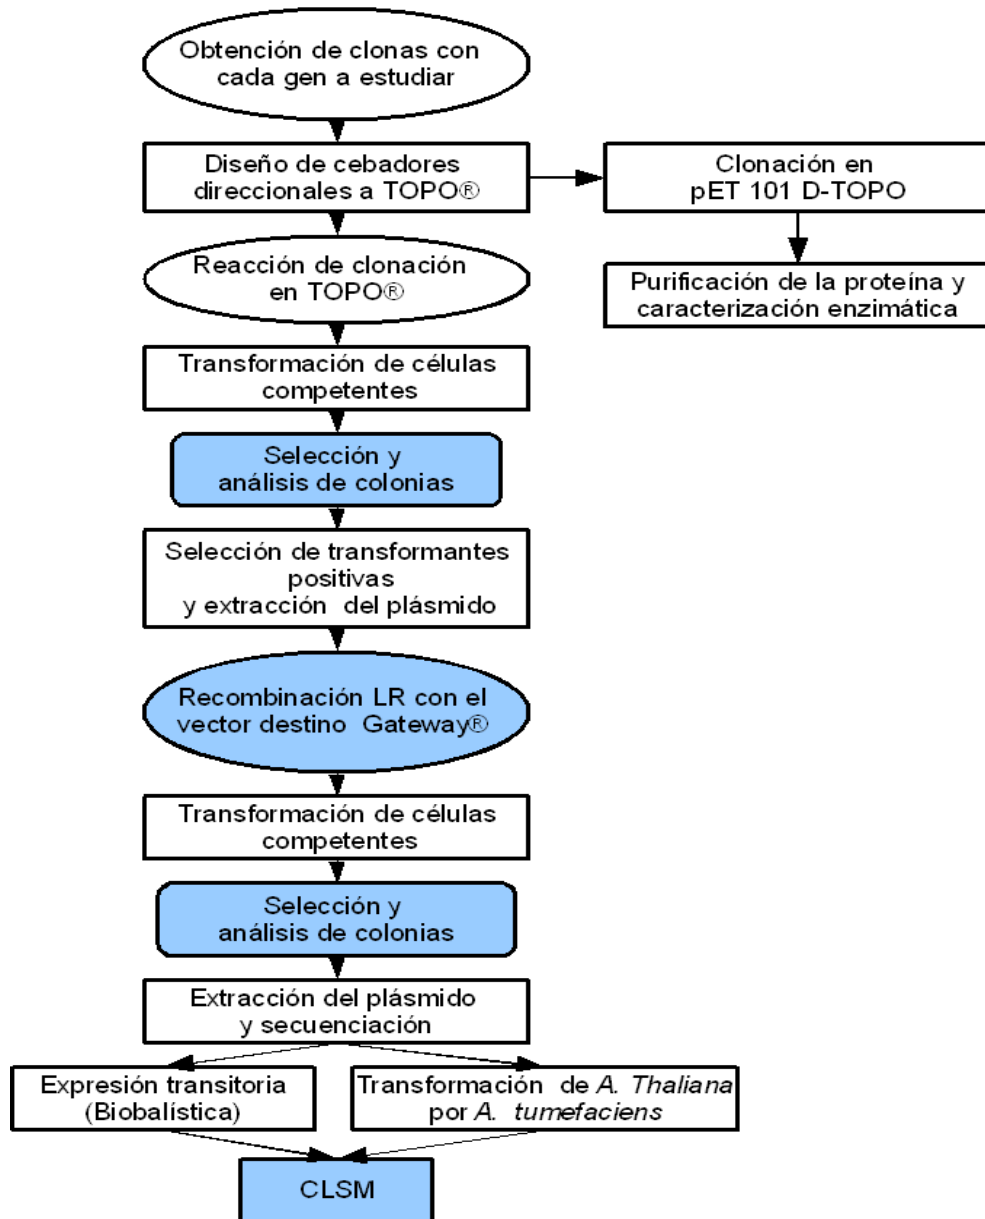 Obtención de clonas con
cada gen a estudiar
Diseño de cebadores
direccionales a TOPO®
Clonación en
pET 101 D-TOPO
Reacción de clonación
en TOPO®
Purificación de la proteína y
caracterización enzimática
Transformación de células
competentes
Selección y
análisis de colonias
Selección de transformantes
positivas
y extracción del plásmido
Recombinación LR con el
vector destino Gateway®
Transformación de células
competentes
Selección y
análisis de colonias
Extracción del plásmido
y secuenciación
Expresión transitoria
(Biobalística)
Transformación de A. Thaliana
por A. tumefaciens
CLSM